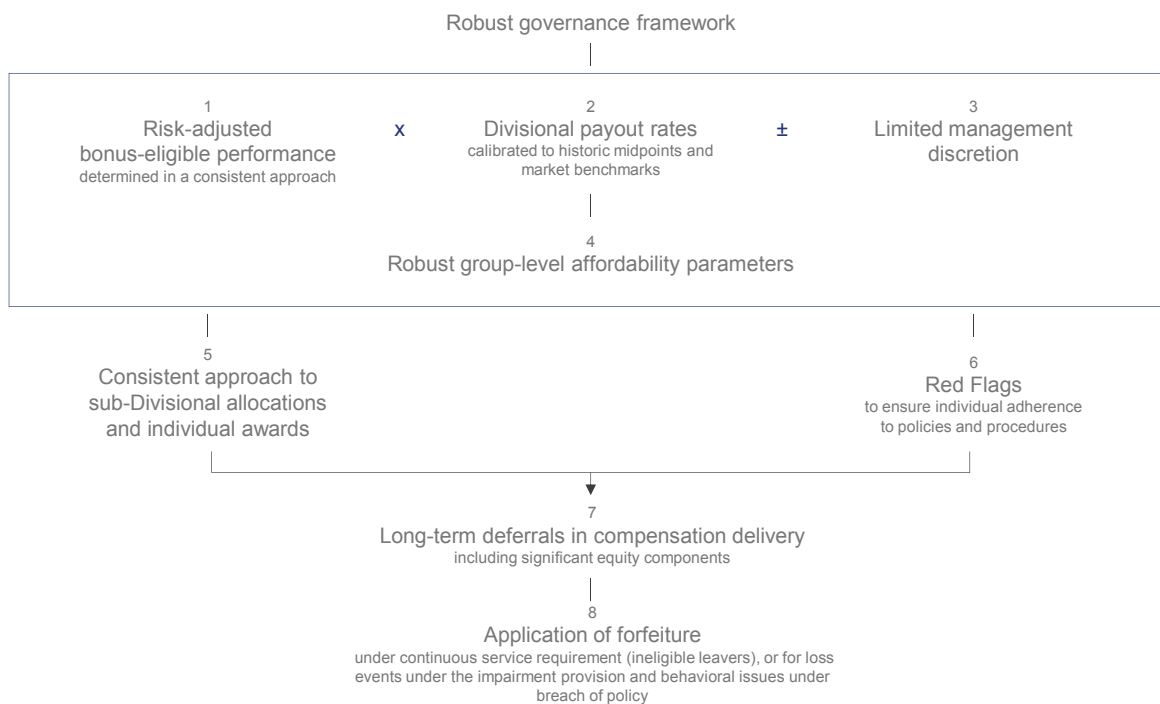 Robust governance framework
1
Risk-adjusted
bonus-eligible performance
determined in a consistent approach
x
2
Divisional payout rates
calibrated to historic midpoints and
market benchmarks
±
3
Limited management
discretion
4
Robust group-level affordability parameters
5
Consistent approach to
sub-Divisional allocations
and individual awards
6
Red Flags
to ensure individual adherence
to policies and procedures
7
Long-term deferrals in compensation delivery
including significant equity components
8
Application of forfeiture
under continuous service requirement (ineligible leavers), or for loss
events under the impairment provision and behavioral issues under
breach of policy